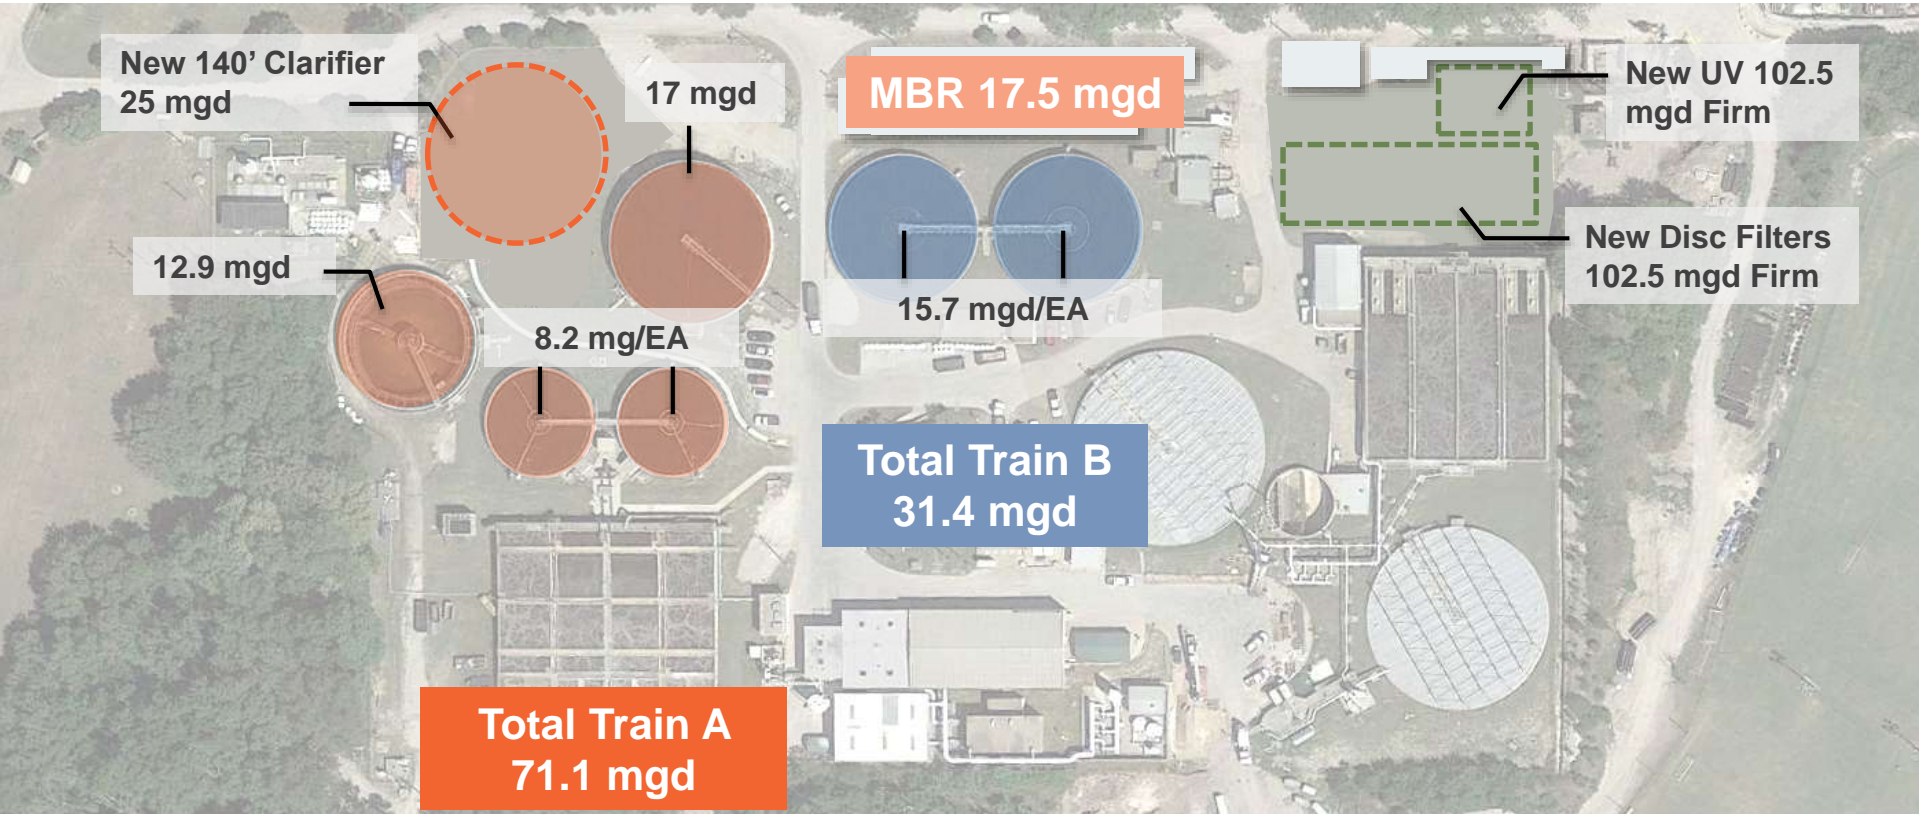 New 140’ Clarifier
25 mgd
17 mgd
MBR 17.5 mgd
New UV 102.5
mgd Firm
12.9 mgd
8.2 mg/EA
15.7 mgd/EA
New Disc Filters
102.5 mgd Firm
Total Train B
31.4 mgd
Total Train A
71.1 mgd